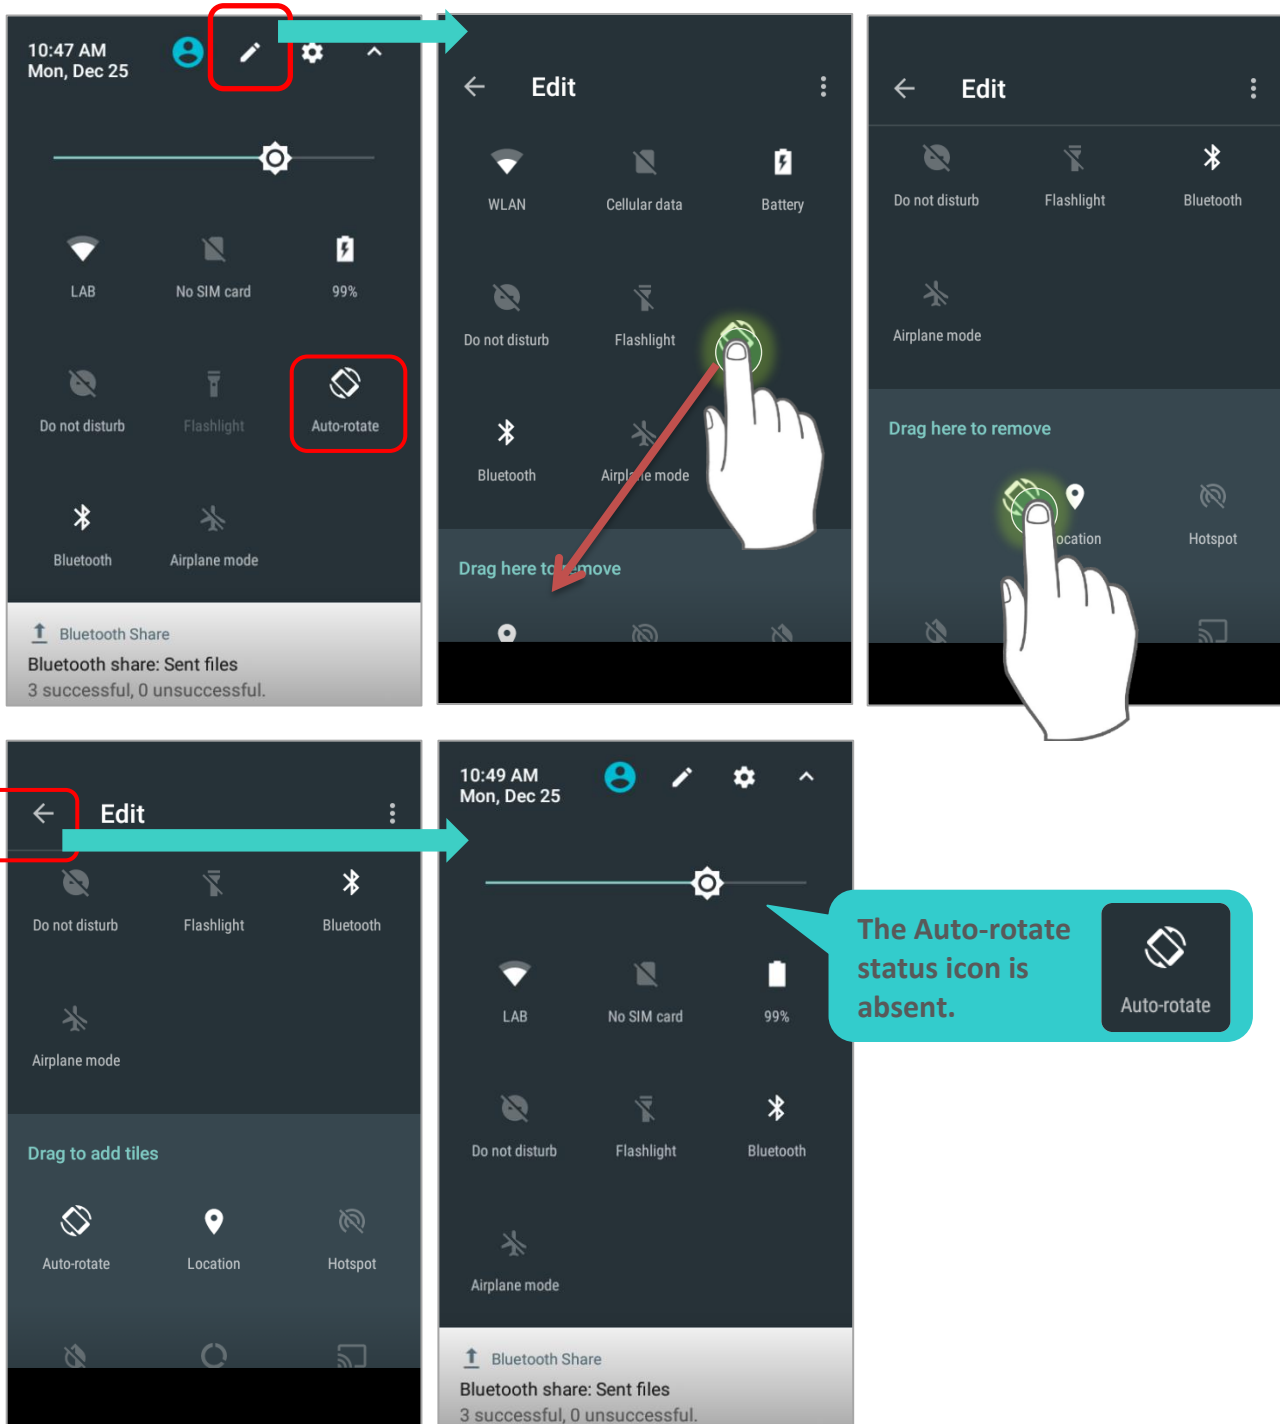 10:47 AM
Mon, Dec 25
LAB
No SIM card
99%
Do not disturb
Flashlight
Auto-rotate
Bluetooth
Airplane mode
Bluetooth Share
Bluetooth share: Sent files
3 successful, 0 unsuccessful.
Edit
WLAN
Cellular data
Battery
Do not disturb
Flashlight
Bluetooth
Airplane mode
Drag here to remove
Edit
Do not disturb
Flashlight
Bluetooth
Airplane mode
Drag here to remove
ocation
Hotspot
Edit
Do not disturb
Flashlight
Bluetooth
Airplane mode
Drag to add tiles
Auto-rotate
Location
Hotspot
10:49 AM
Mon, Dec 25
LAB
No SIM card
99%
Do not disturb
Flashlight
Bluetooth
Airplane mode
Bluetooth Share
Bluetooth share: Sent files
3 successful, 0 unsuccessful.
The Auto-rotate
status icon is
absent.
Auto-rotate